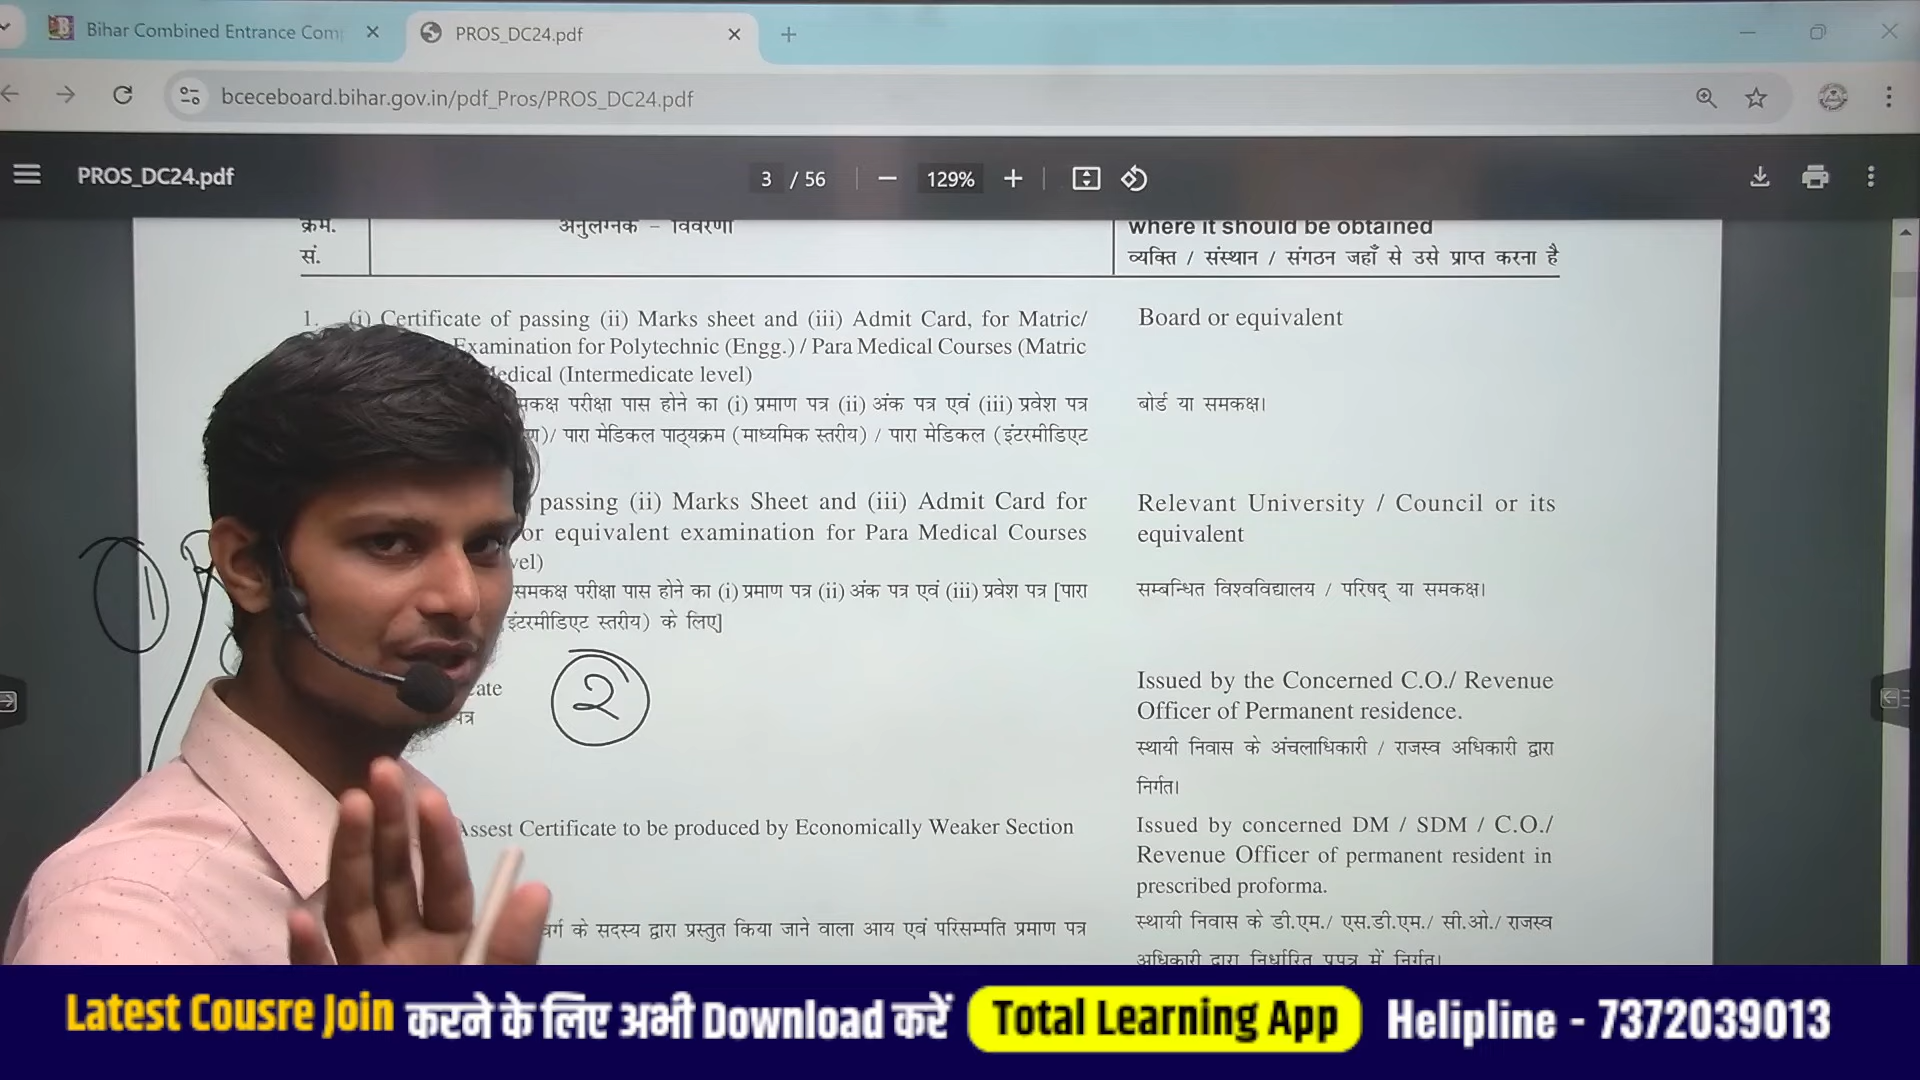 Bihar Combined Entrance Com
PROS_DC24.pdf
bceceboard.bihar.gov.in/pdf_Pros/PROS_DC24.pdf
PROS_DC24.pdf
3 / 56
129%
क्रम.
अनुलग्नक – विवरणी
where it should be obtained
सं.
व्यक्ति / संस्थान / संगठन जहाँ से उसे प्राप्त करना है
1. (i) Certificate of passing (ii) Marks sheet and (iii) Admit Card, for Matric/
Board or equivalent
Examination for Polytechnic (Engg.) / Para Medical Courses (Matric
edical (Intermedicate level)
समकक्ष परीक्षा पास होने का (i) प्रमाण पत्र (ii) अंक पत्र एवं (iii) प्रवेश पत्र
बोर्ड या समकक्ष।
ण)/ पारा मेडिकल पाठ्यक्रम (माध्यमिक स्तरीय) / पारा मेडिकल (इंटरमीडिएट
passing (ii) Marks Sheet and (iii) Admit Card for
Relevant University / Council or its
or equivalent examination for Para Medical Courses
equivalent
vel)
समकक्ष परीक्षा पास होने का (i) प्रमाण पत्र (ii) अंक पत्र एवं (iii) प्रवेश पत्र [पारा
सम्बन्धित विश्वविद्यालय / परिषद् या समकक्ष।
इंटरमीडिएट स्तरीय) के लिए]
1
2
cate
Issued by the Concerned C.O./ Revenue
पत्र
Officer of Permanent residence.
स्थायी निवास के अंचलाधिकारी / राजस्व अधिकारी द्वारा
निर्गत।
Assest Certificate to be produced by Economically Weaker Section
Issued by concerned DM / SDM / C.O./
Revenue Officer of permanent resident in
prescribed proforma.
वर्ग के सदस्य द्वारा प्रस्तुत किया जाने वाला आय एवं परिसम्पति प्रमाण पत्र
स्थायी निवास के डी.एम./ एस.डी.एम./ सी.ओ./ राजस्व
अधिकारी द्वारा निर्धारित प्रपत्र में निर्गत।
Latest Cousre Join करने के लिए अभी Download करें Total Learning App Helipline - 7372039013